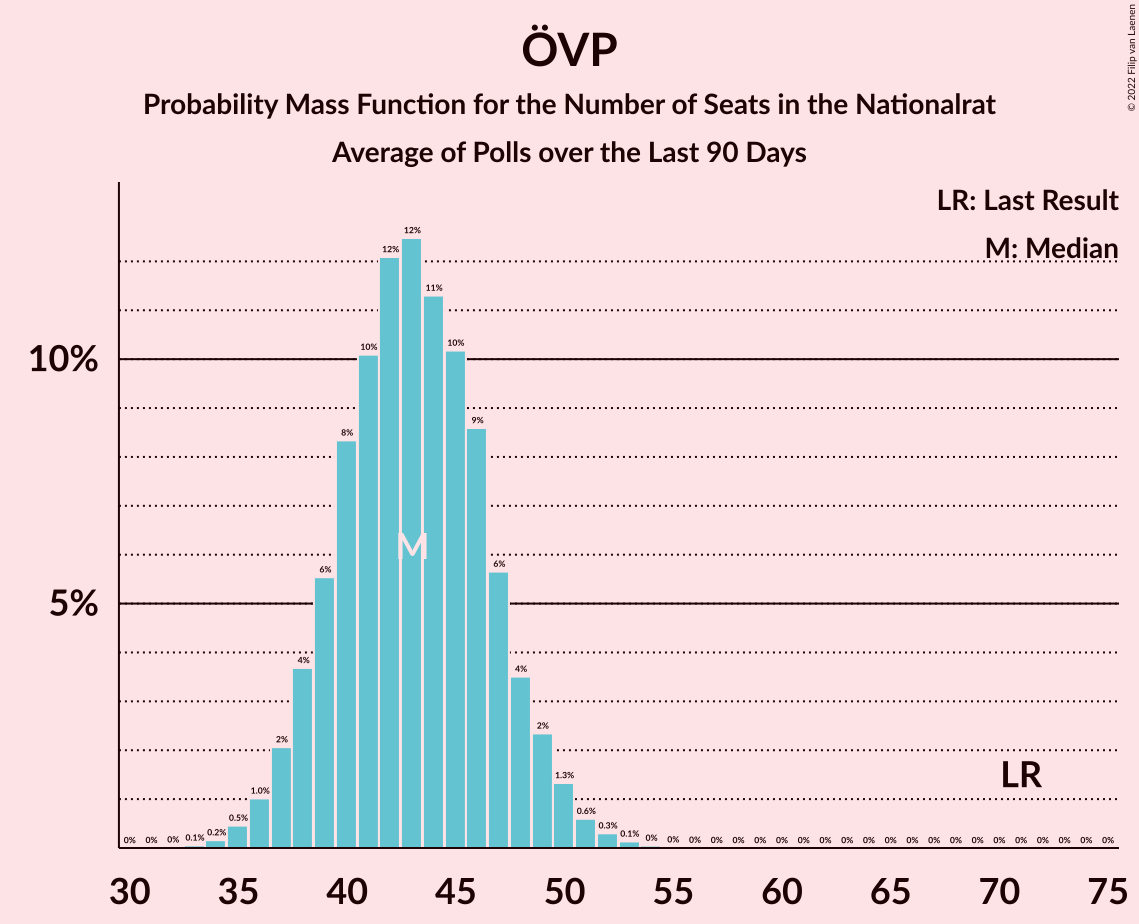 ÖVP
Probability Mass Function for the Number of Seats in the Nationalrat
Average of Polls over the Last 90 Days
© 2022 Filip van Laenen
LR: Last Result
M: Median
10%
5%
0% 0% 0% 0.1% 0.2% 0.5% 1.0% 2% 4% 6% 8% 10% 12% 12% 11% 10% 9% 6% 4% 2% 1.3% 0.6% 0.3% 0.1% 0% 0% 0% 0% 0% 0% 0% 0% 0% 0% 0% 0% 0% 0% 0% 0% 0% 0% 0% 0% 0% 0%
M
LR
30 35 40 45 50 55 60 65 70 75